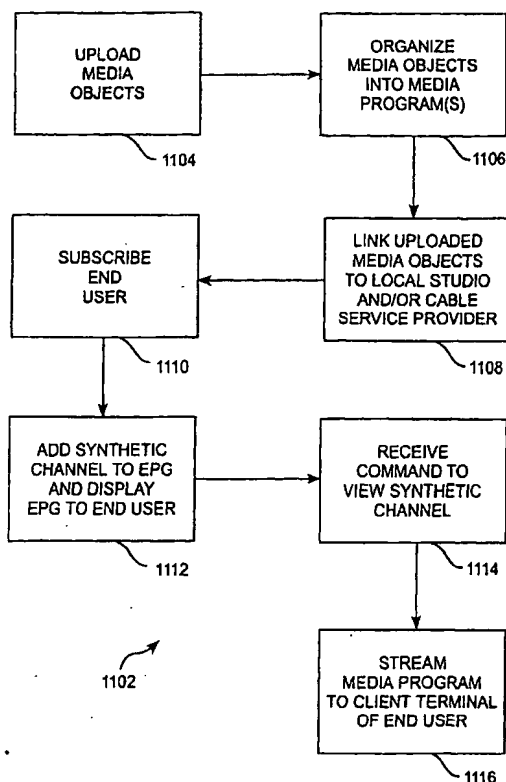 UPLOAD
MEDIA
OBJECTS
1104
ORGANIZE
MEDIA OBJECTS
INTO MEDIA
PROGRAM(S)
1106
LINK UPLOADED
MEDIA OBJECTS
TO LOCAL STUDIO
AND/OR CABLE
SERVICE PROVIDER
1108
SUBSCRIBE
END
USER
1110
ADD SYNTHETIC
CHANNEL TO EPG
AND DISPLAY
EPG TO END USER
1112
RECEIVE
COMMAND TO
VIEW SYNTHETIC
CHANNEL
1114
STREAM
MEDIA PROGRAM
TO CLIENT TERMINAL
OF END USER
1116
1102